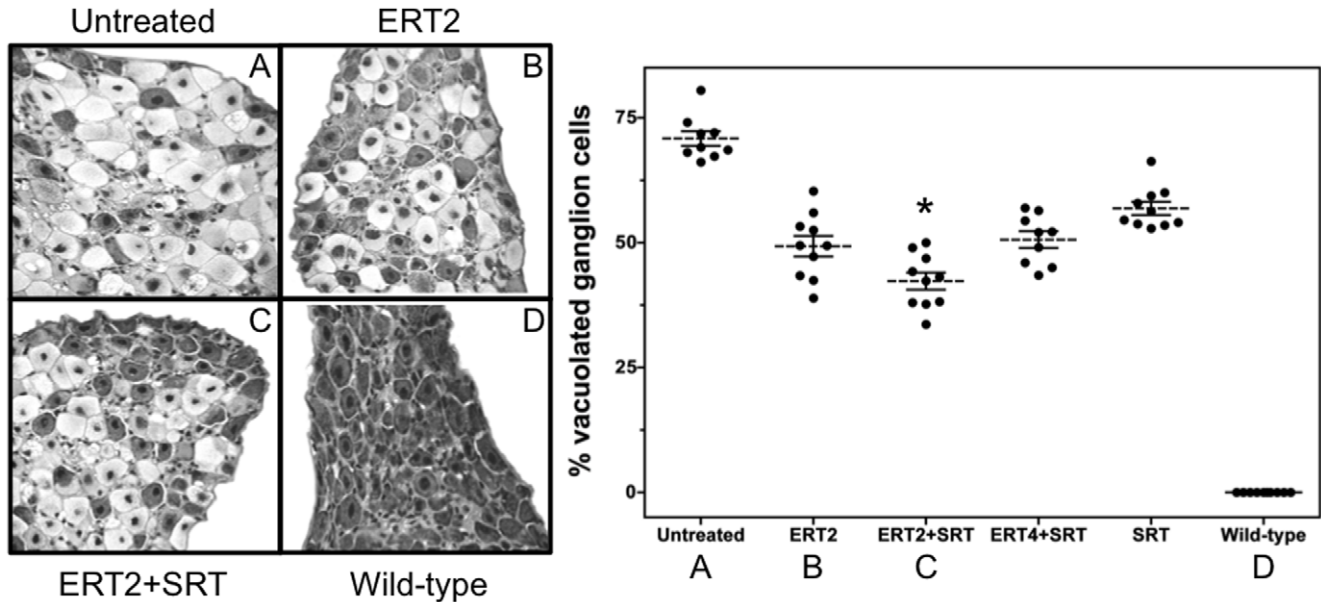 Untreated ERT2
A
B
C
D
ERT2+SRT Wild-type
% vacuolated ganglion cells
75
50
25
0
*
Untreated ERT2 ERT2+SRT ERT4+SRT SRT Wild-type
A B C D